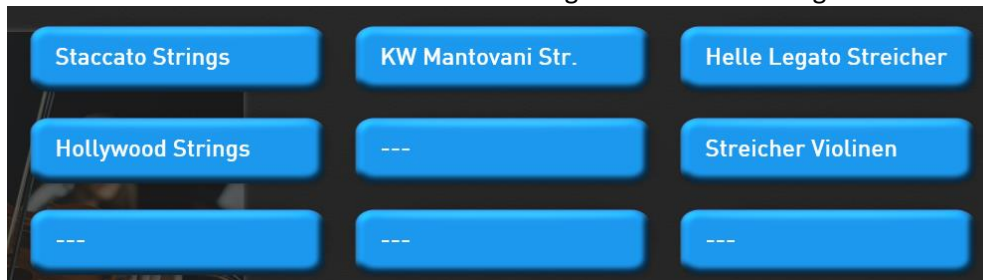 Staccato Strings
KW Mantovani Str.
Helle Legato Streicher
Hollywood Strings
---
Streicher Violinen
---
---
---